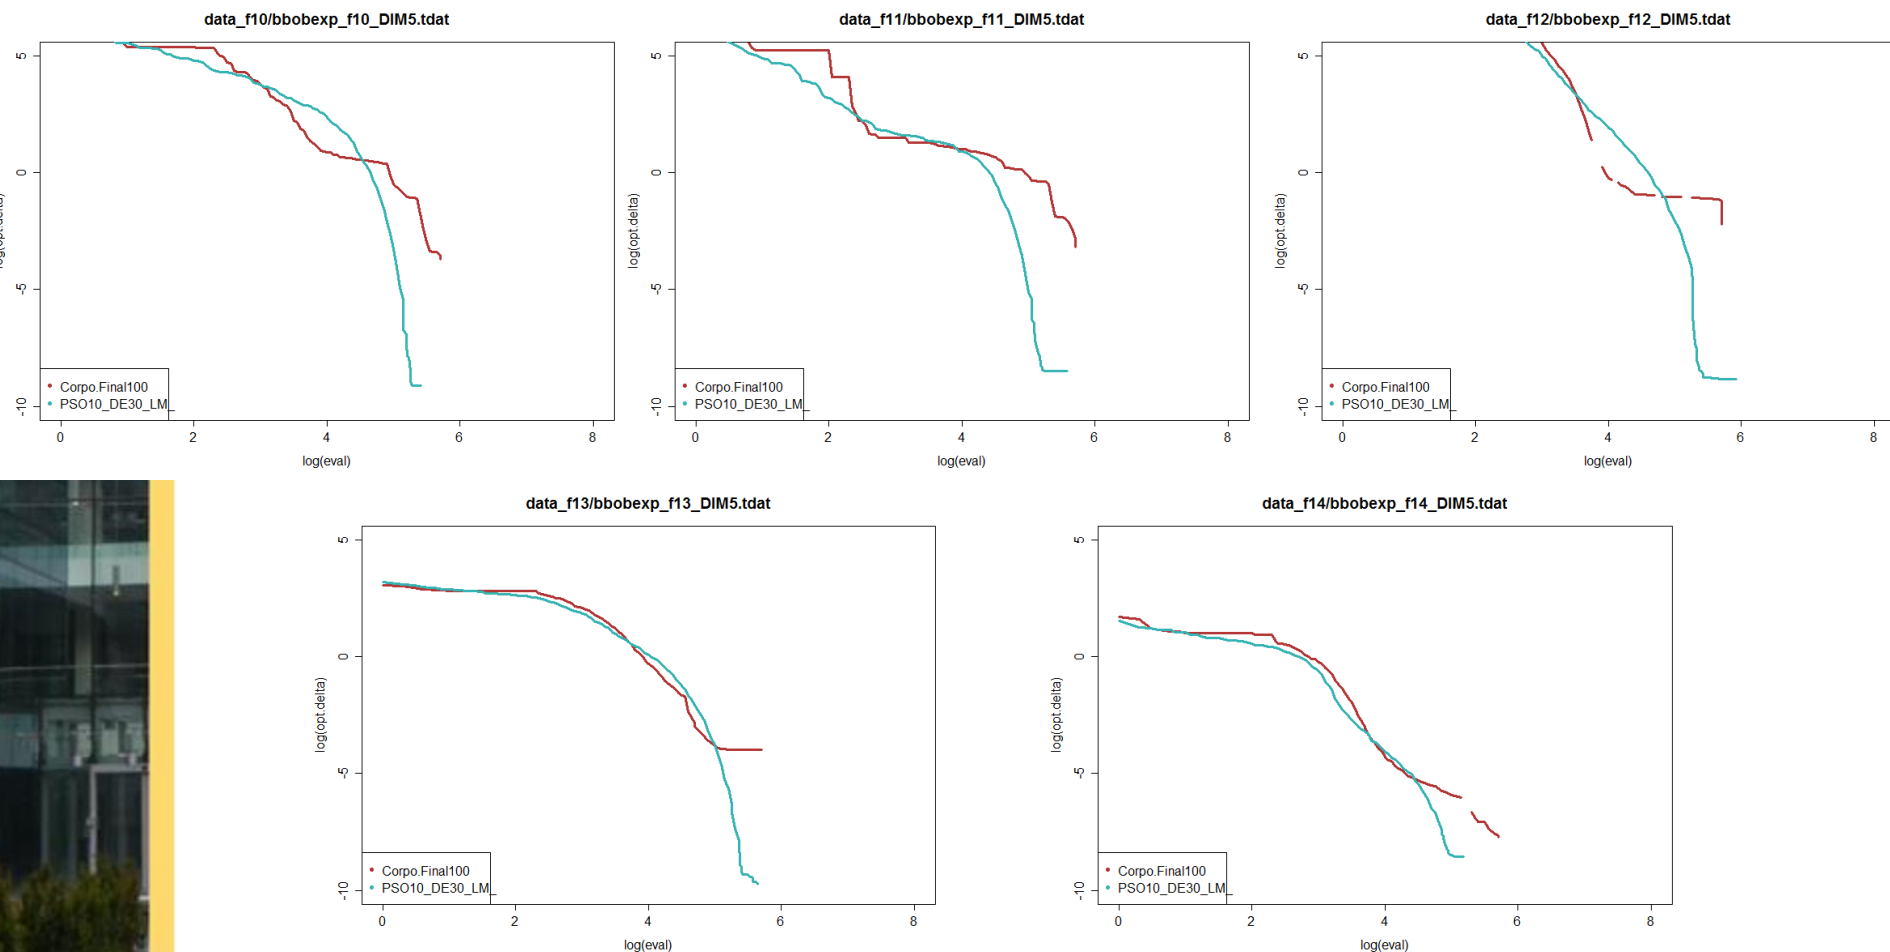 data_f10/bbobexp_f10_DIM5.tdat
5
0
-5
-10
log(opt.delta)
Corpo.Final100
PSO10_DE30_LM_
0 2 4 6 8
log(eval)
data_f11/bbobexp_f11_DIM5.tdat
5
0
-5
-10
log(opt.delta)
Corpo.Final100
PSO10_DE30_LM_
0 2 4 6 8
log(eval)
data_f12/bbobexp_f12_DIM5.tdat
5
0
-5
-10
log(opt.delta)
Corpo.Final100
PSO10_DE30_LM_
0 2 4 6 8
log(eval)
data_f13/bbobexp_f13_DIM5.tdat
5
0
-5
-10
log(opt.delta)
Corpo.Final100
PSO10_DE30_LM_
0 2 4 6 8
log(eval)
data_f14/bbobexp_f14_DIM5.tdat
5
0
-5
-10
log(opt.delta)
Corpo.Final100
PSO10_DE30_LM_
0 2 4 6 8
log(eval)